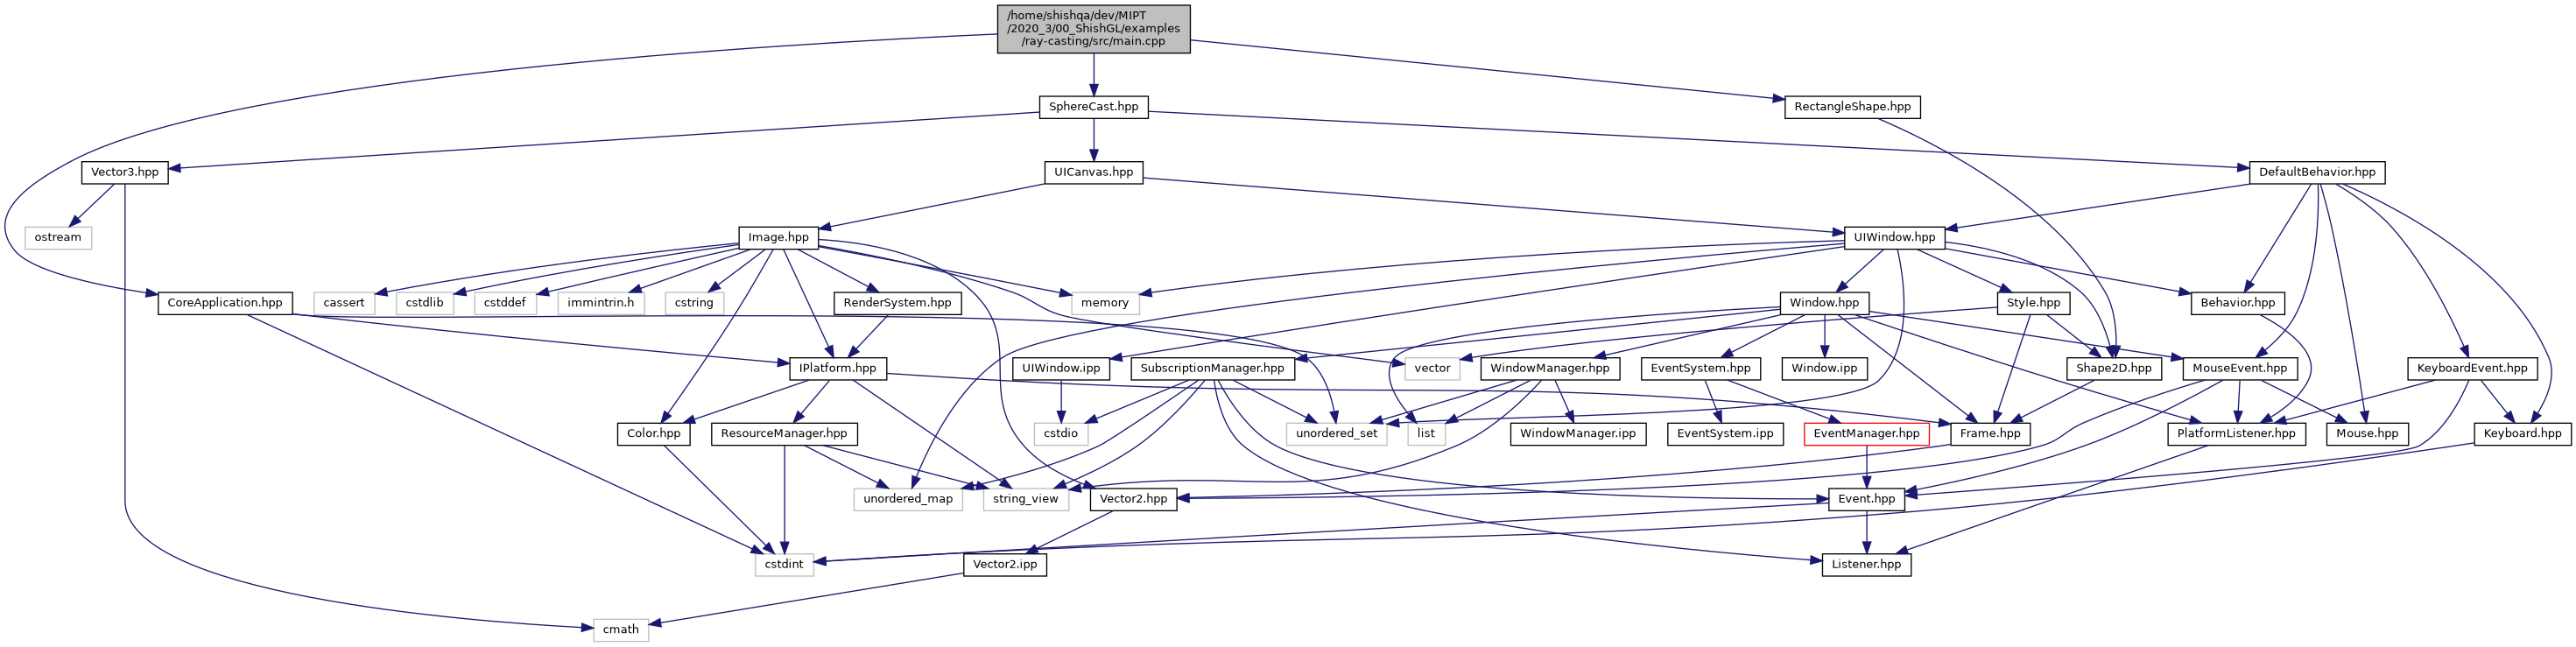 /home/shishqa/dev/MIPT
/2020_3/00_ShishGL/examples
/ray-casting/src/main.cpp
SphereCast.hpp
RectangleShape.hpp
Vector3.hpp
UICanvas.hpp
DefaultBehavior.hpp
ostream
Image.hpp
UIWindow.hpp
CoreApplication.hpp
cassert
cstdlib
cstddef
immintrin.h
cstring
RenderSystem.hpp
memory
Window.hpp
Style.hpp
Behavior.hpp
IPlatform.hpp
UIWindow.ipp
SubscriptionManager.hpp
vector
WindowManager.hpp
EventSystem.hpp
Window.ipp
Shape2D.hpp
MouseEvent.hpp
KeyboardEvent.hpp
Color.hpp
ResourceManager.hpp
cstdio
unordered_set
list
WindowManager.ipp
EventSystem.ipp
EventManager.hpp
Frame.hpp
PlatformListener.hpp
Mouse.hpp
Keyboard.hpp
unordered_map
string_view
Vector2.hpp
Event.hpp
cstdint
Vector2.ipp
Listener.hpp
cmath